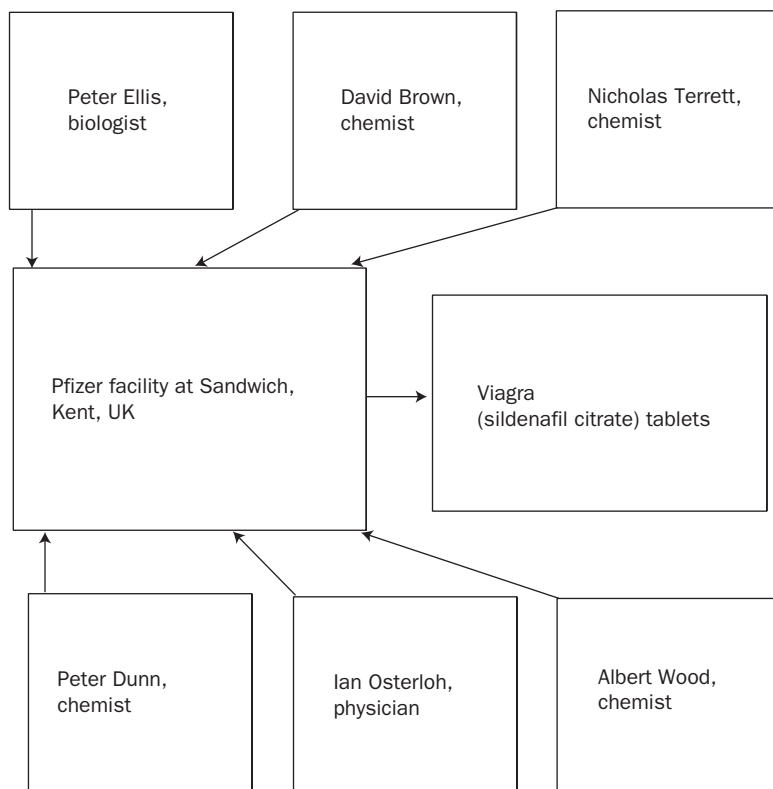 Peter Ellis,
biologist
David Brown,
chemist
Nicholas Terrett,
chemist
Pfizer facility at Sandwich,
Kent, UK
Viagra
(sildenafil citrate) tablets
Peter Dunn,
chemist
Ian Osterloh,
physician
Albert Wood,
chemist